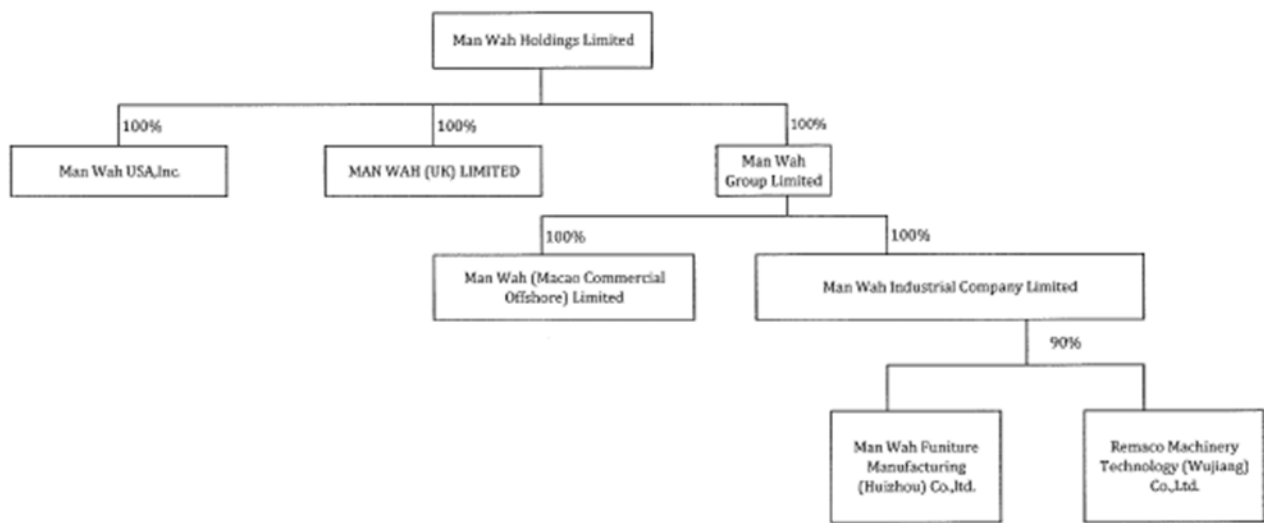 Man Wah Holdings Limited
100%
100%
100%
Man Wah USA,Inc.
MAN WAH (UK) LIMITED
Man Wah
Group Limited
100%
100%
Man Wah (Macao Commercial
Offshore) Limited
Man Wah Industrial Company Limited
90%
Man Wah Funiture
Manufacturing
(Huizhou) Co.,ltd.
Remaco Machinery
Technology (Wujiang)
Co.,Ltd.